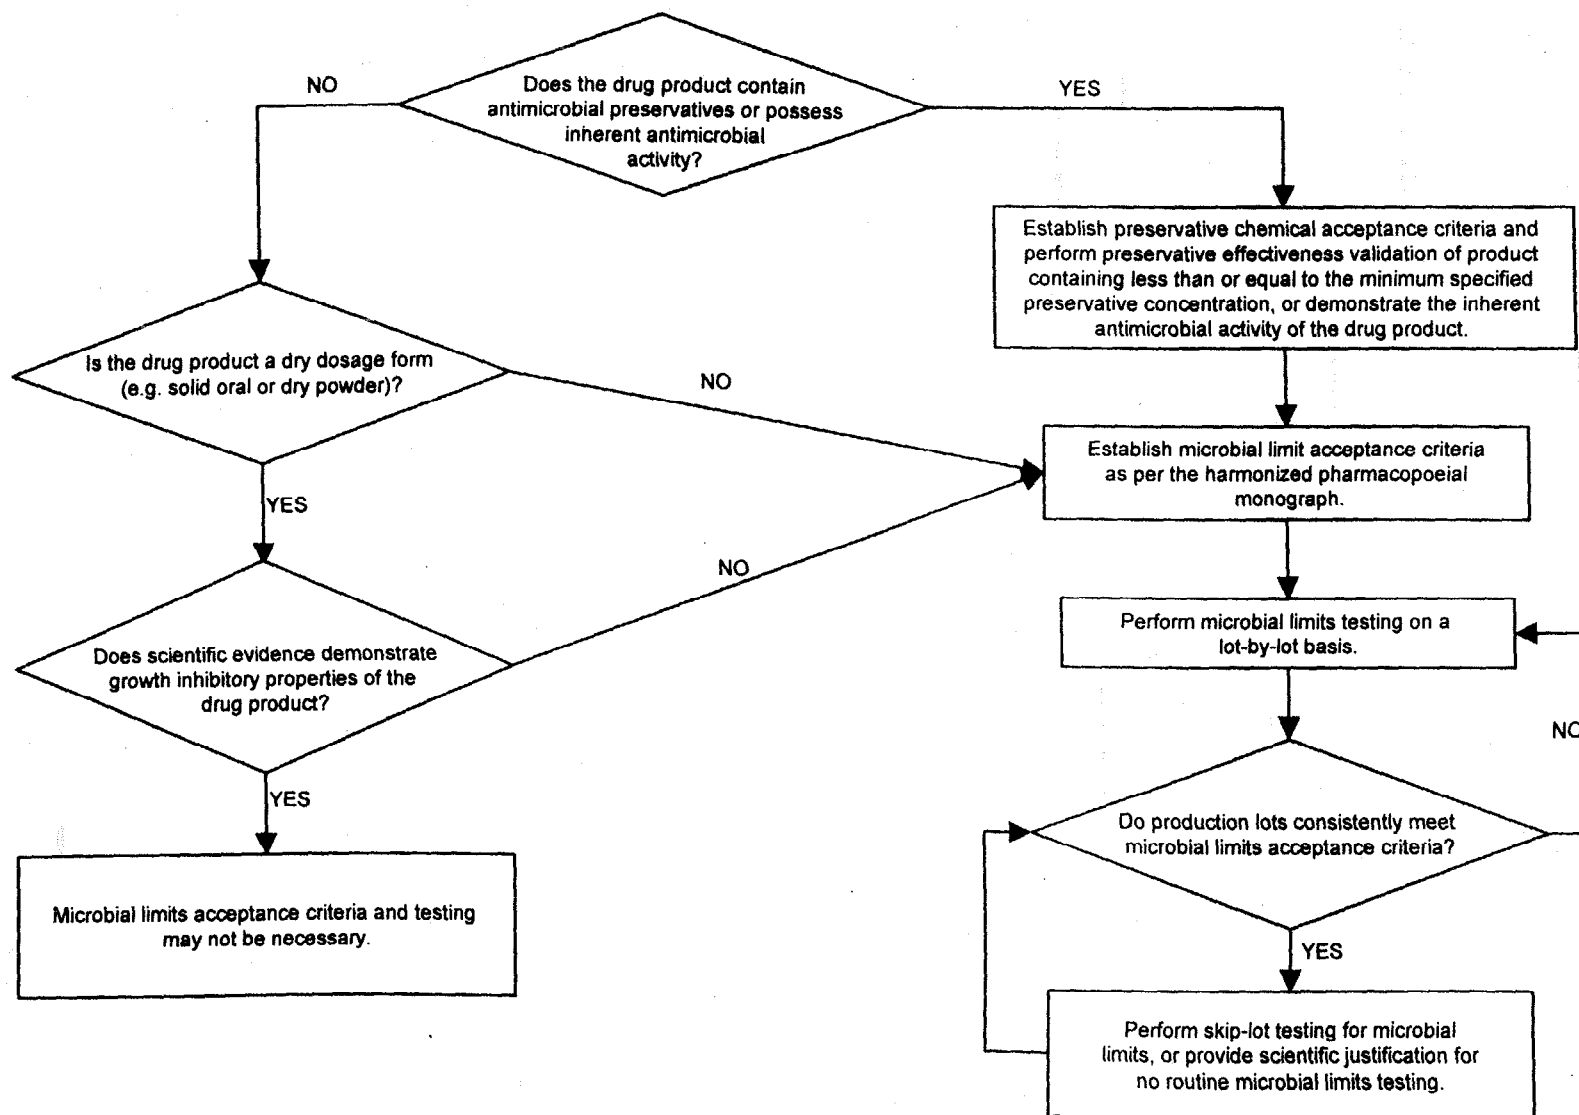 Does the drug product contain
antimicrobial preservatives or possess
inherent antimicrobial
activity?
NO
YES
Establish preservative chemical acceptance criteria and
perform preservative effectiveness validation of product
containing less than or equal to the minimum specified
preservative concentration, or demonstrate the inherent
antimicrobial activity of the drug product.
Is the drug product a dry dosage form
(e.g. solid oral or dry powder)?
NO
YES
Establish microbial limit acceptance criteria
as per the harmonized pharmacopoeial
monograph.
Does scientific evidence demonstrate
growth inhibitory properties of the
drug product?
NO
YES
Perform microbial limits testing on a
lot-by-lot basis.
NO
Do production lots consistently meet
microbial limits acceptance criteria?
YES
Microbial limits acceptance criteria and testing
may not be necessary.
Perform skip-lot testing for microbial
limits, or provide scientific justification for
no routine microbial limits testing.